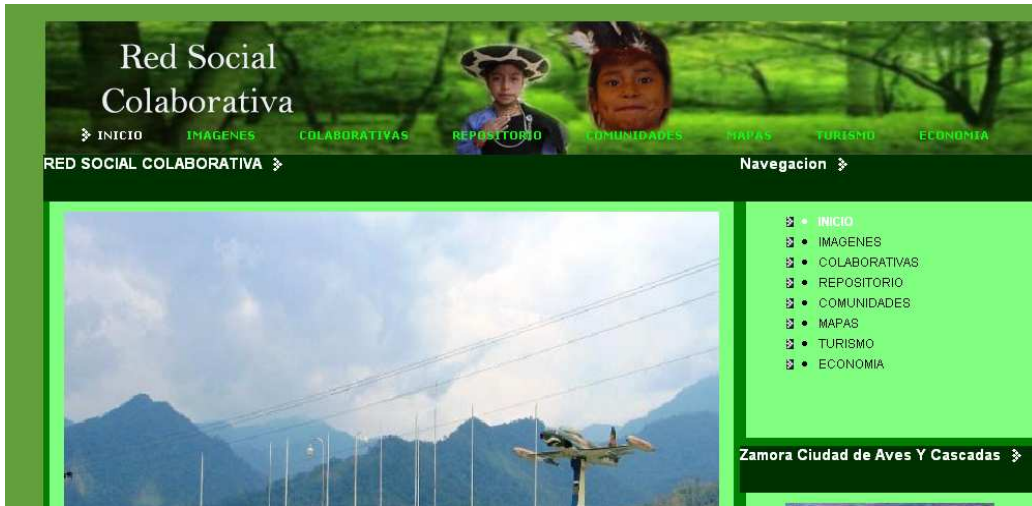 Red Social
Colaborativa
INICIO IMAGENES COLABORATIVAS REPOSITORIO COMUNIDADES MAPAS TURISMO ECONOMIA
RED SOCIAL COLABORATIVA
Navegacion
INICIO
IMAGENES
COLABORATIVAS
REPOSITORIO
COMUNIDADES
MAPAS
TURISMO
ECONOMIA
Zamora Ciudad de Aves Y Cascadas